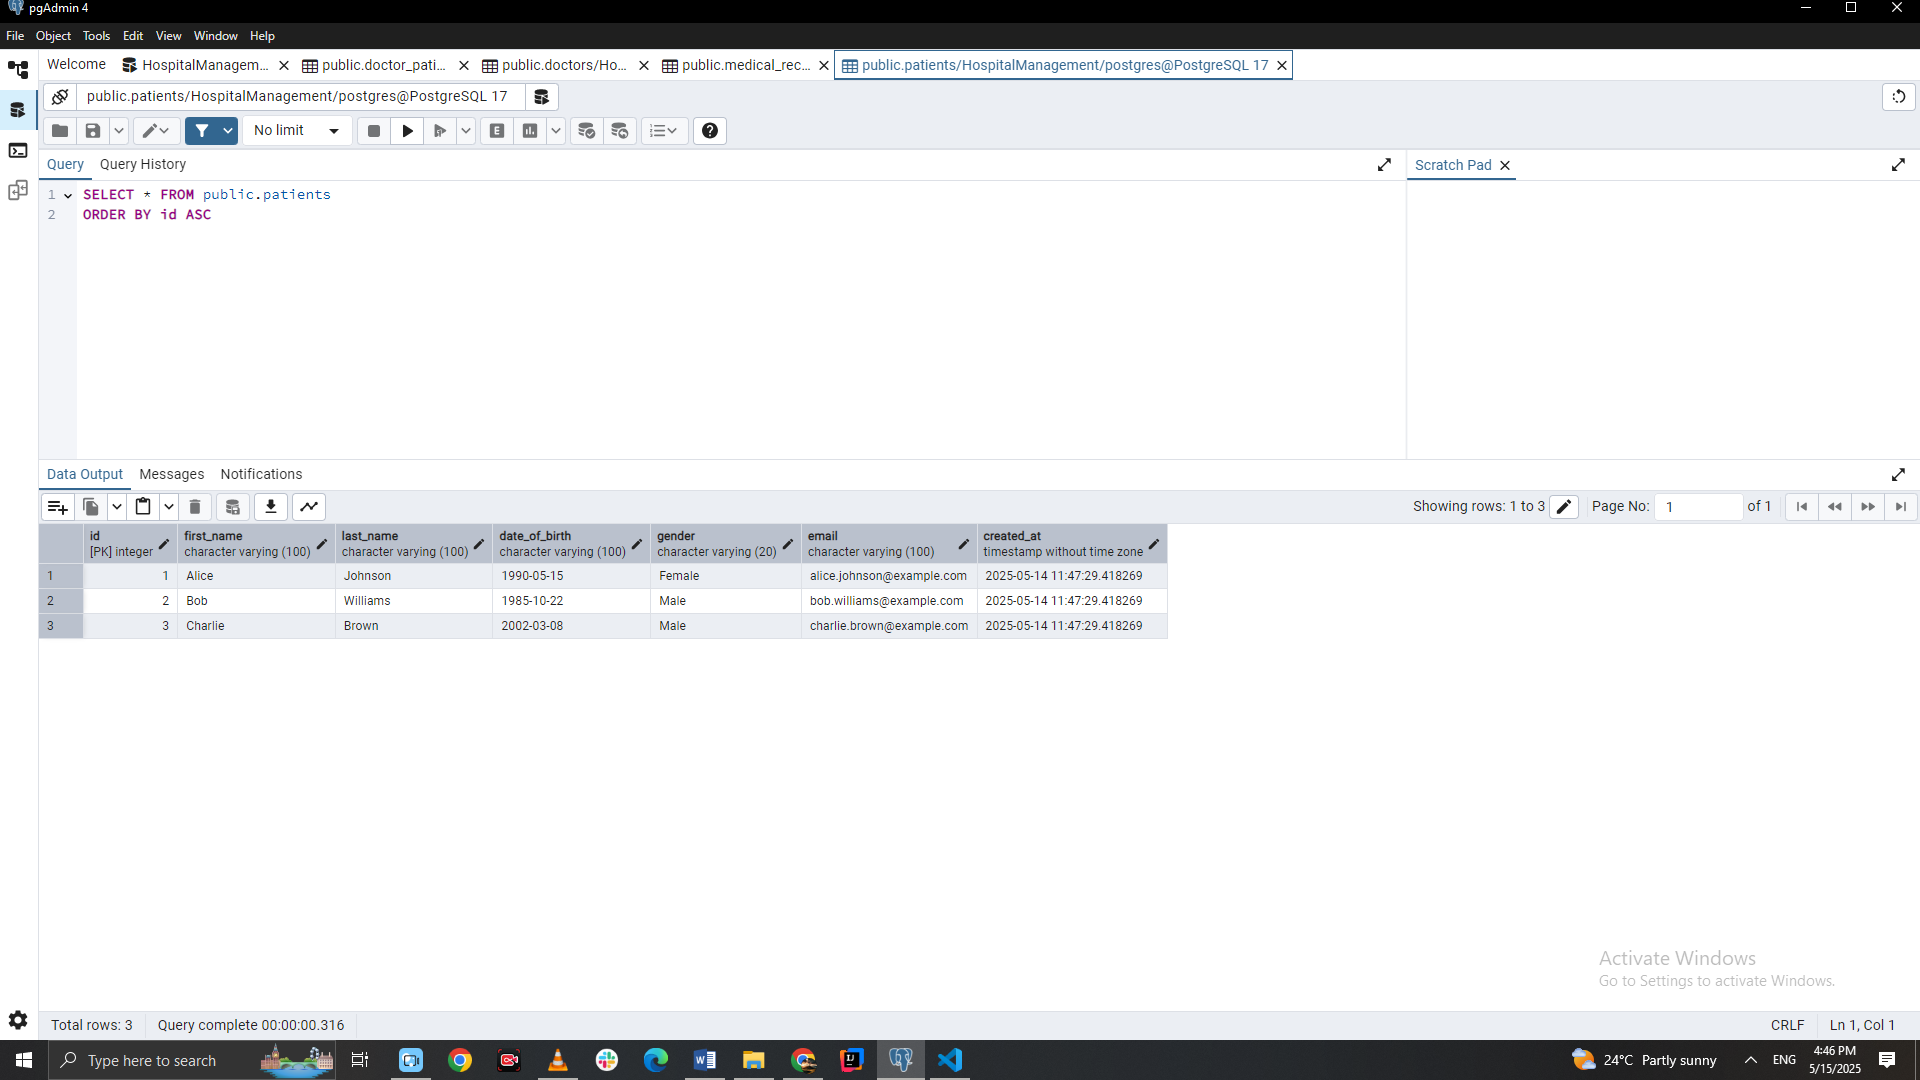 pgAdmin 4
File Object Tools Edit View Window Help
Welcome HospitalManagem... public.doctor_pati... public.doctors/Ho... public.medical_rec... public.patients/HospitalManagement/postgres@PostgreSQL 17
public.patients/HospitalManagement/postgres@PostgreSQL 17
No limit E
Query Query History Scratch Pad
1 SELECT * FROM public.patients
2 ORDER BY id ASC
Data Output Messages Notifications
Showing rows: 1 to 3 Page No: 1 of 1
id first_name last_name date_of_birth gender email created_at
[PK] integer character varying (100) character varying (100) character varying (100) character varying (20) character varying (100) timestamp without time zone
1 1 Alice Johnson 1990-05-15 Female alice.johnson@example.com 2025-05-14 11:47:29.418269
2 2 Bob Williams 1985-10-22 Male bob.williams@example.com 2025-05-14 11:47:29.418269
3 3 Charlie Brown 2002-03-08 Male charlie.brown@example.com 2025-05-14 11:47:29.418269
Activate Windows
Go to Settings to activate Windows.
Total rows: 3 Query complete 00:00:00.316 CRLF Ln 1, Col 1
Type here to search 24°C Partly sunny ENG 4:46 PM
5/15/2025